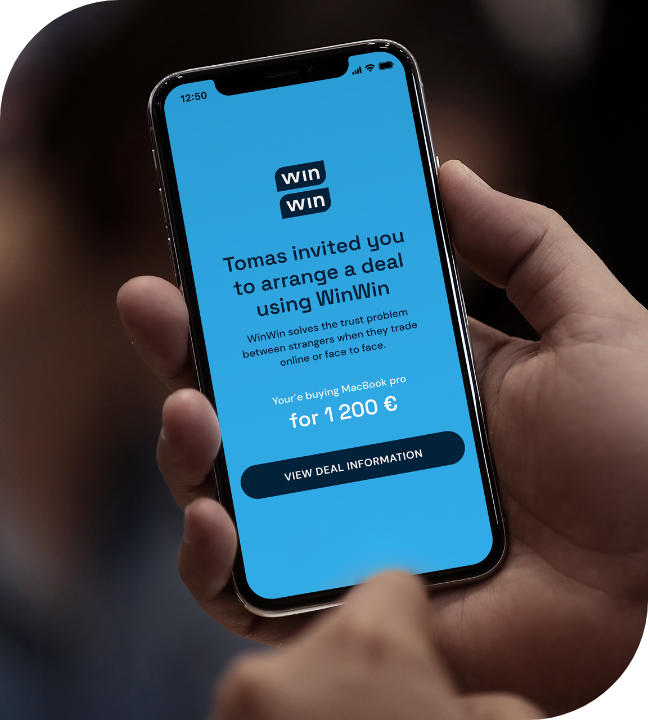 12:50
win
win
Tomas invited you
to arrange a deal
using WinWin
WinWin solves the trust problem
between strangers when they trade
online or face to face.
Your'e buying MacBook pro
for 1 200 €
VIEW DEAL INFORMATION